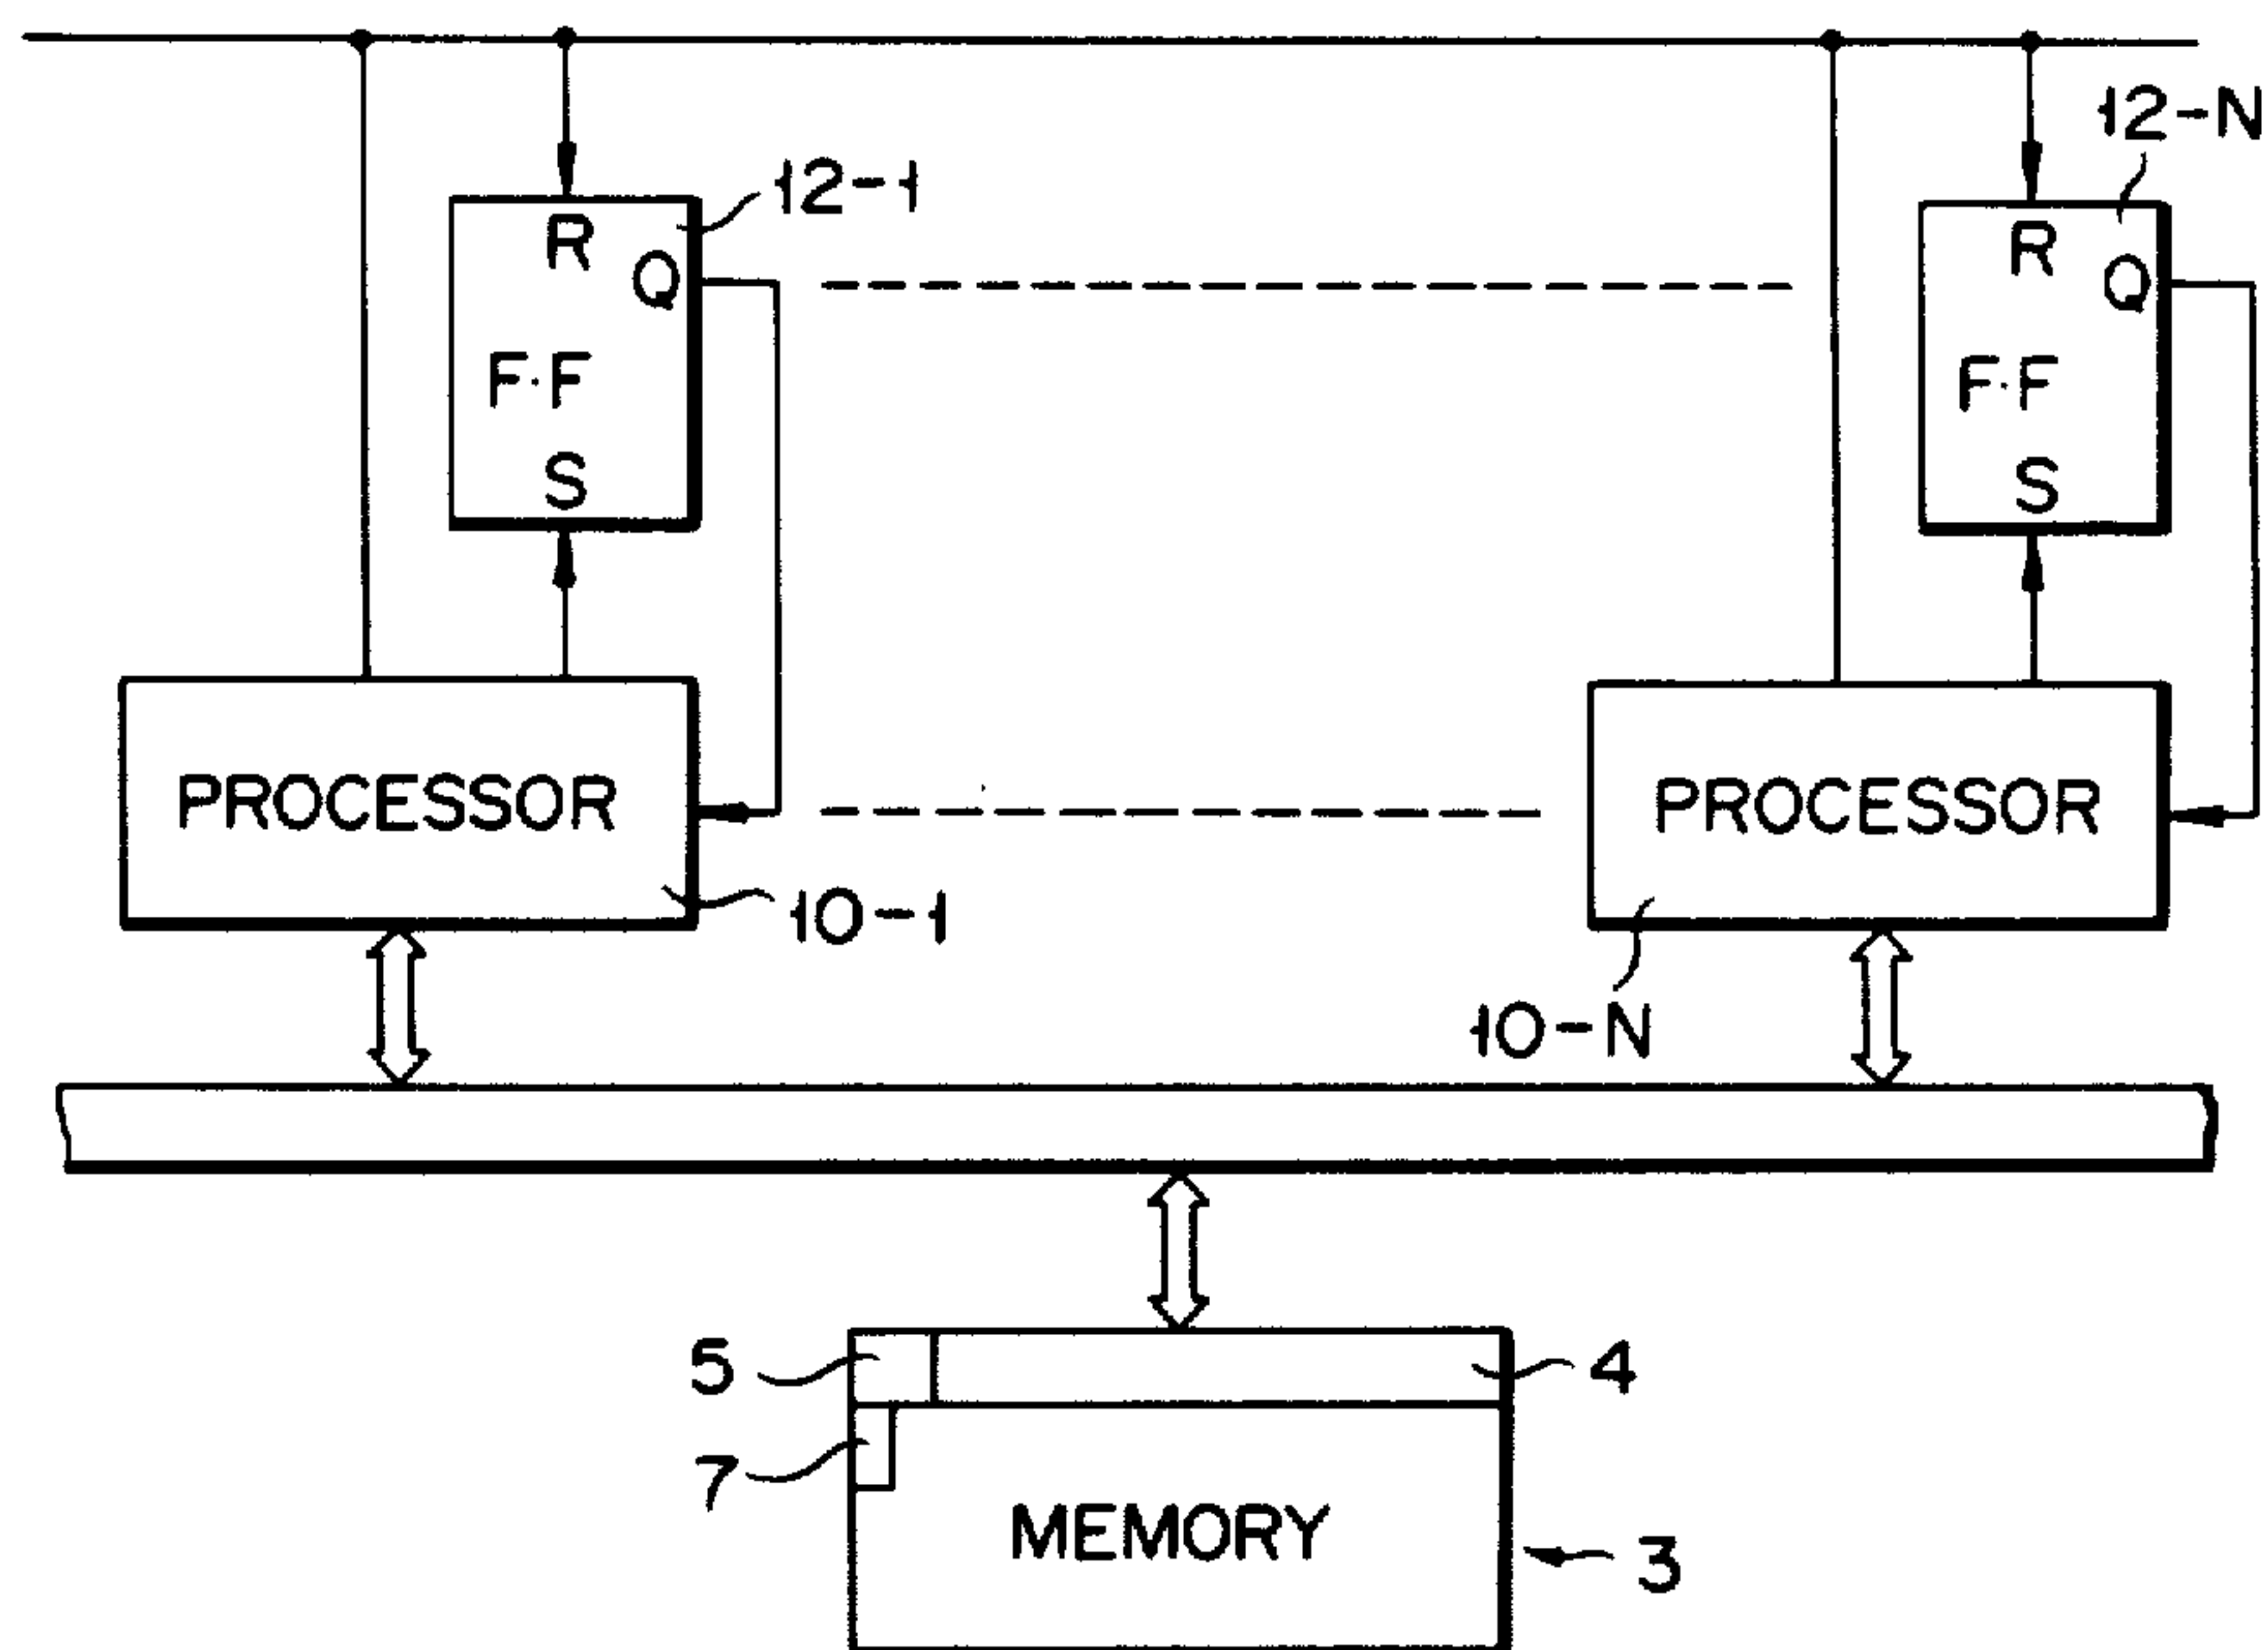 12-N
12-1
R
Q
F·F
S
R
Q
F·F
S
PROCESSOR
PROCESSOR
10-1
10-N
5
4
7
MEMORY
3